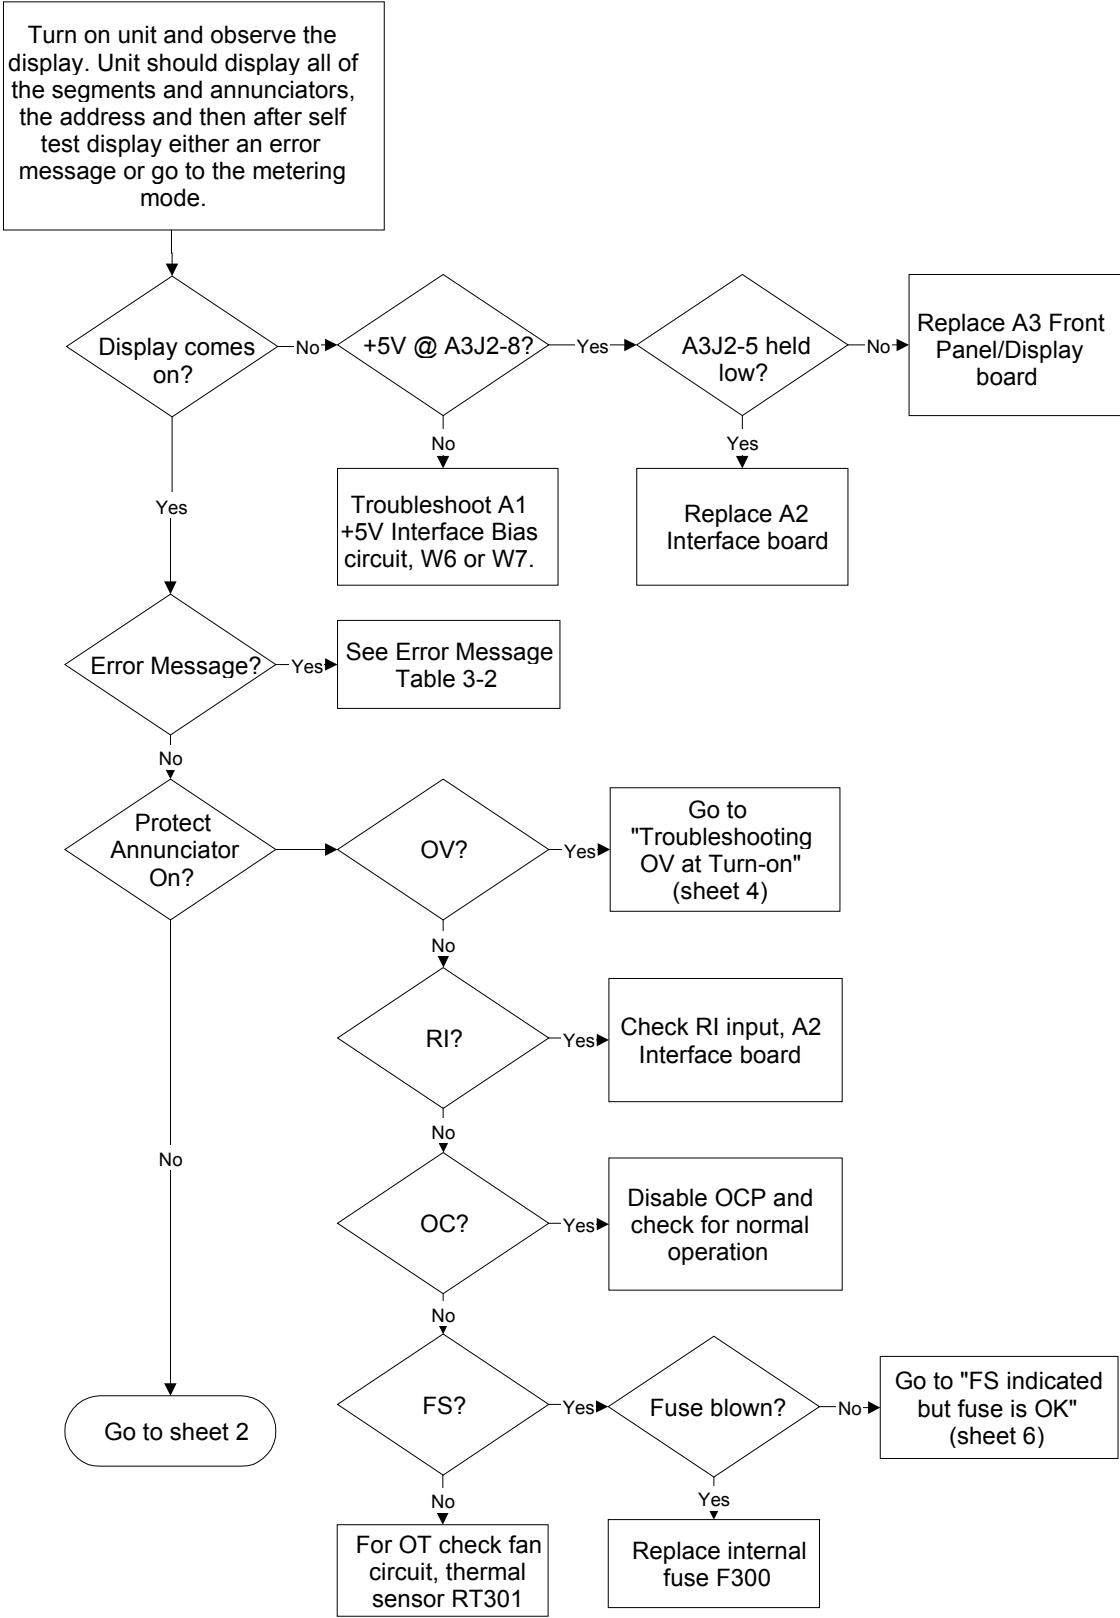 Turn on unit and observe the
display. Unit should display all of
the segments and annunciators,
the address and then after self
test display either an error
message or go to the metering
mode.
Display comes
on?
No
+5V @ A3J2-8?
Yes
A3J2-5 held
low?
No
Replace A3 Front
Panel/Display
board
No
Troubleshoot A1
+5V Interface Bias
circuit, W6 or W7.
Yes
Replace A2
Interface board
Yes
Error Message?
Yes
See Error Message
Table 3-2
No
Protect
Annunciator
On?
OV?
Yes
Go to
"Troubleshooting
OV at Turn-on"
(sheet 4)
No
RI?
Yes
Check RI input, A2
Interface board
No
OC?
Yes
Disable OCP and
check for normal
operation
No
FS?
Yes
Fuse blown?
No
Go to "FS indicated
but fuse is OK"
(sheet 6)
No
For OT check fan
circuit, thermal
sensor RT301
Yes
Replace internal
fuse F300
No
Go to sheet 2